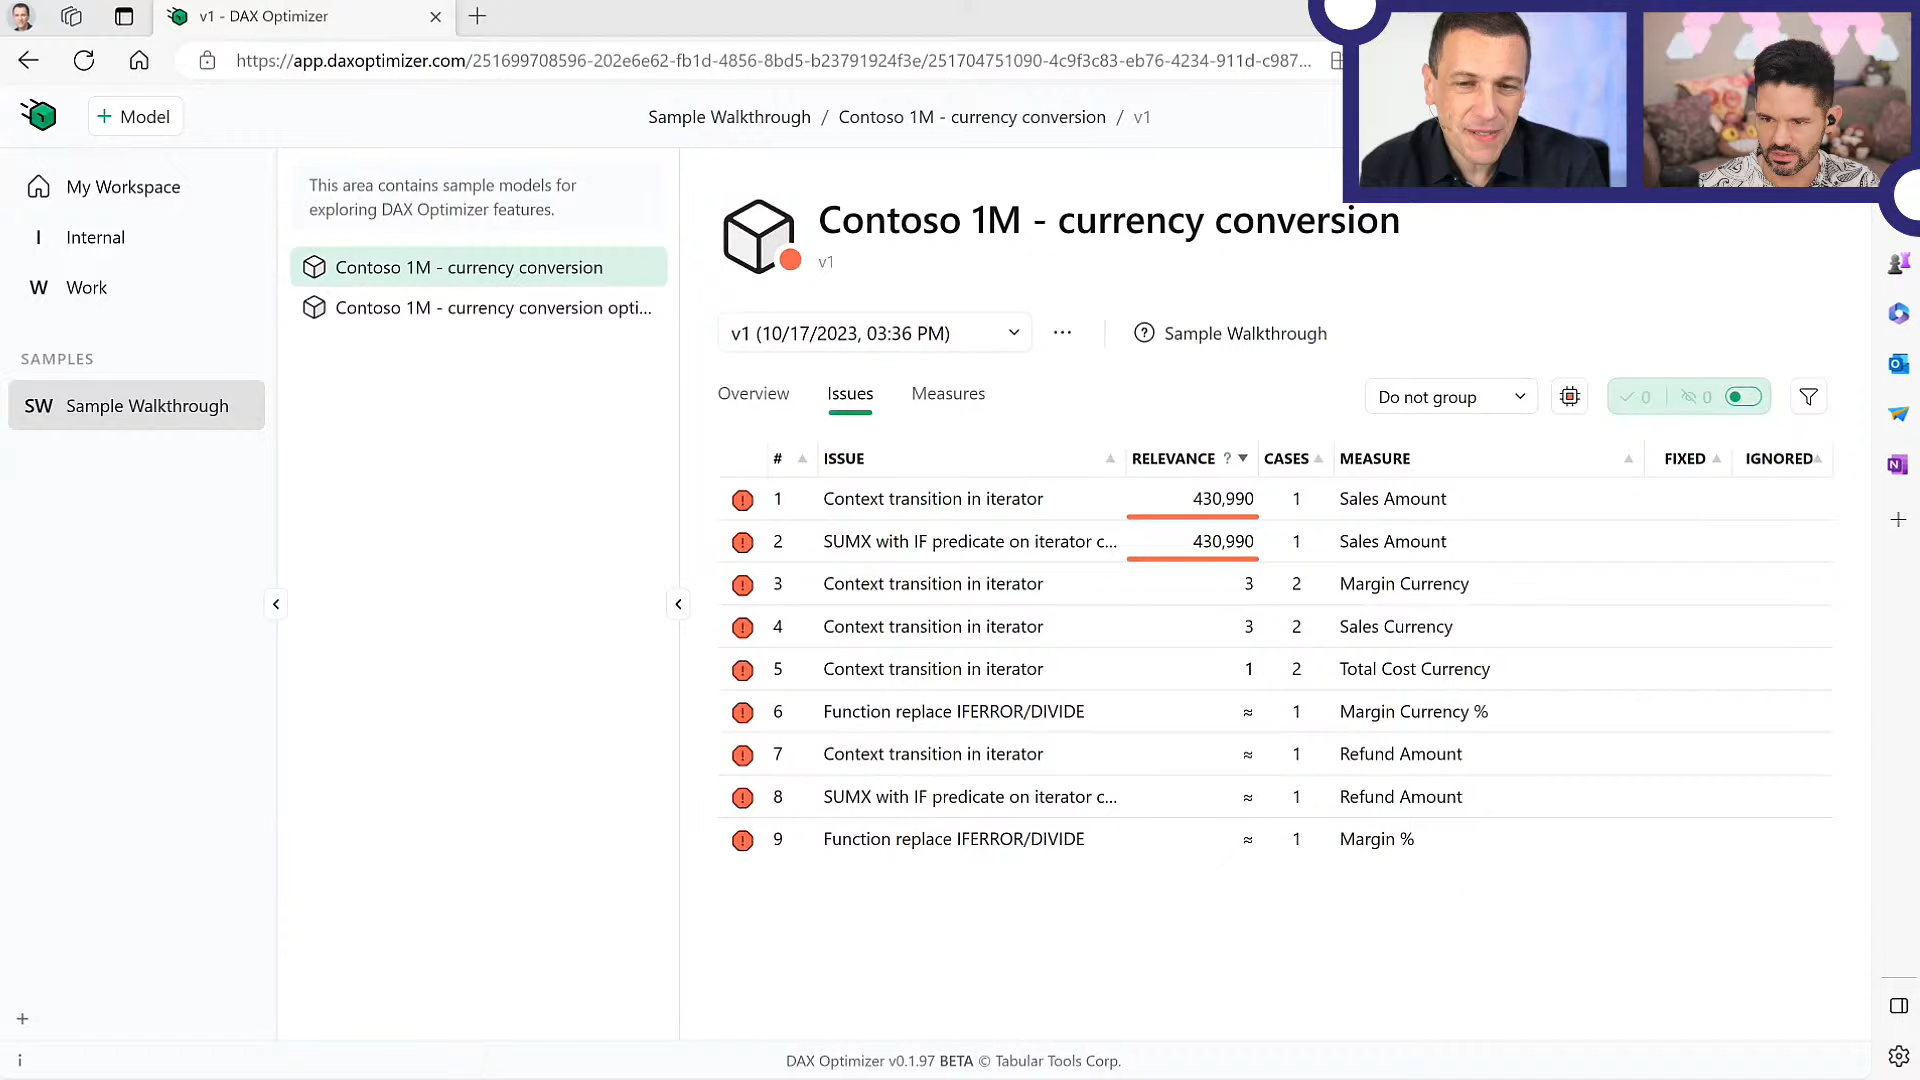 v1 - DAX Optimizer
https://app.daxoptimizer.com/251699708596-202e6e62-fb1d-4856-8bd5-b23791924f3e/251704751090-4c9f3c83-eb76-4234-911d-c987...
+ Model
Sample Walkthrough / Contoso 1M - currency conversion / v1
My Workspace
I Internal
W Work
SAMPLES
SW Sample Walkthrough
This area contains sample models for
exploring DAX Optimizer features.
Contoso 1M - currency conversion
Contoso 1M - currency conversion opti...
Contoso 1M - currency conversion
v1
v1 (10/17/2023, 03:36 PM)
Sample Walkthrough
Overview Issues Measures
Do not group
0 0
# ISSUE RELEVANCE ? CASES MEASURE FIXED IGNORED
1 Context transition in iterator 430,990 1 Sales Amount
2 SUMX with IF predicate on iterator c... 430,990 1 Sales Amount
3 Context transition in iterator 3 2 Margin Currency
4 Context transition in iterator 3 2 Sales Currency
5 Context transition in iterator 1 2 Total Cost Currency
6 Function replace IFERROR/DIVIDE ≈ 1 Margin Currency %
7 Context transition in iterator ≈ 1 Refund Amount
8 SUMX with IF predicate on iterator c... ≈ 1 Refund Amount
9 Function replace IFERROR/DIVIDE ≈ 1 Margin %
DAX Optimizer v0.1.97 BETA © Tabular Tools Corp.